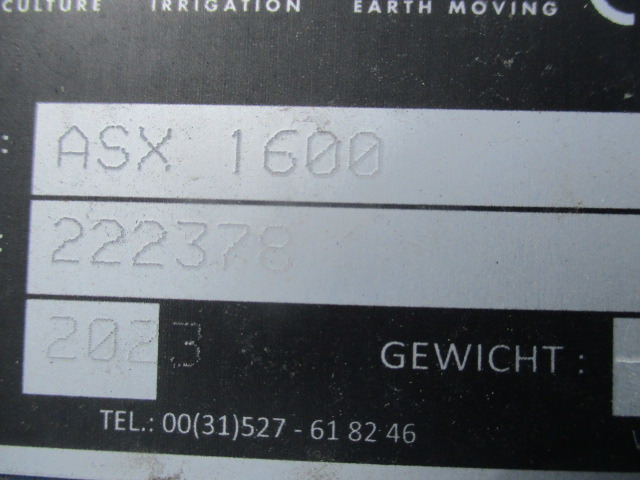 CULTURE IRRIGATION EARTH MOVING
ASX 1600
222378
2023
GEWICHT :
TEL.: 00(31)527 - 61 82 46